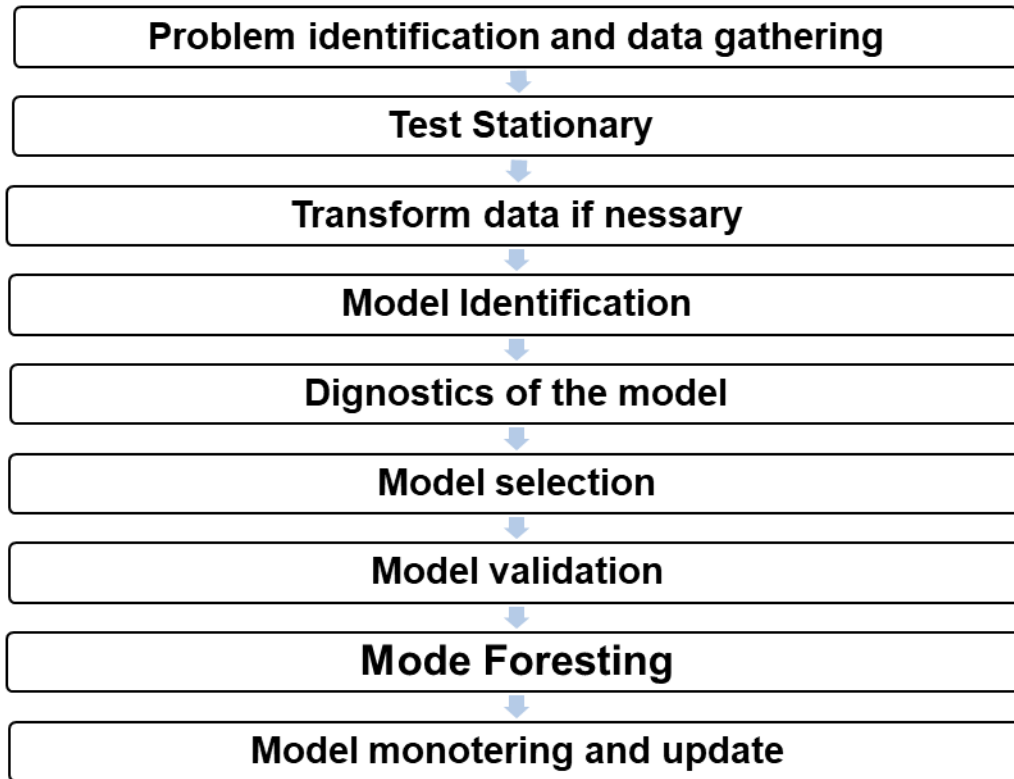 Problem identification and data gathering
Test Stationary
Transform data if nessary
Model Identification
Dignostics of the model
Model selection
Model validation
Mode Foresting
Model monotering and update